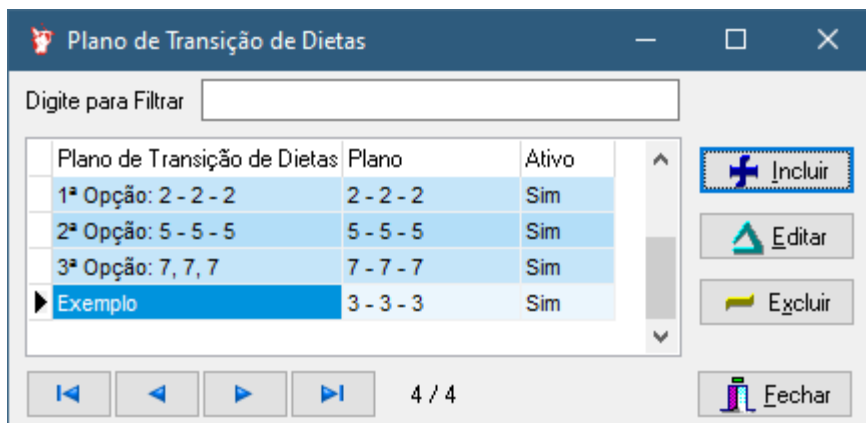 Plano de Transição de Dietas
Digite para Filtrar
Plano de Transição de Dietas Plano Ativo
1ª Opção: 2 - 2 - 2 2 - 2 - 2 Sim
2ª Opção: 5 - 5 - 5 5 - 5 - 5 Sim
3ª Opção: 7, 7, 7 7 - 7 - 7 Sim
Exemplo 3 - 3 - 3 Sim
Incluir
Editar
Excluir
4 / 4
Fechar